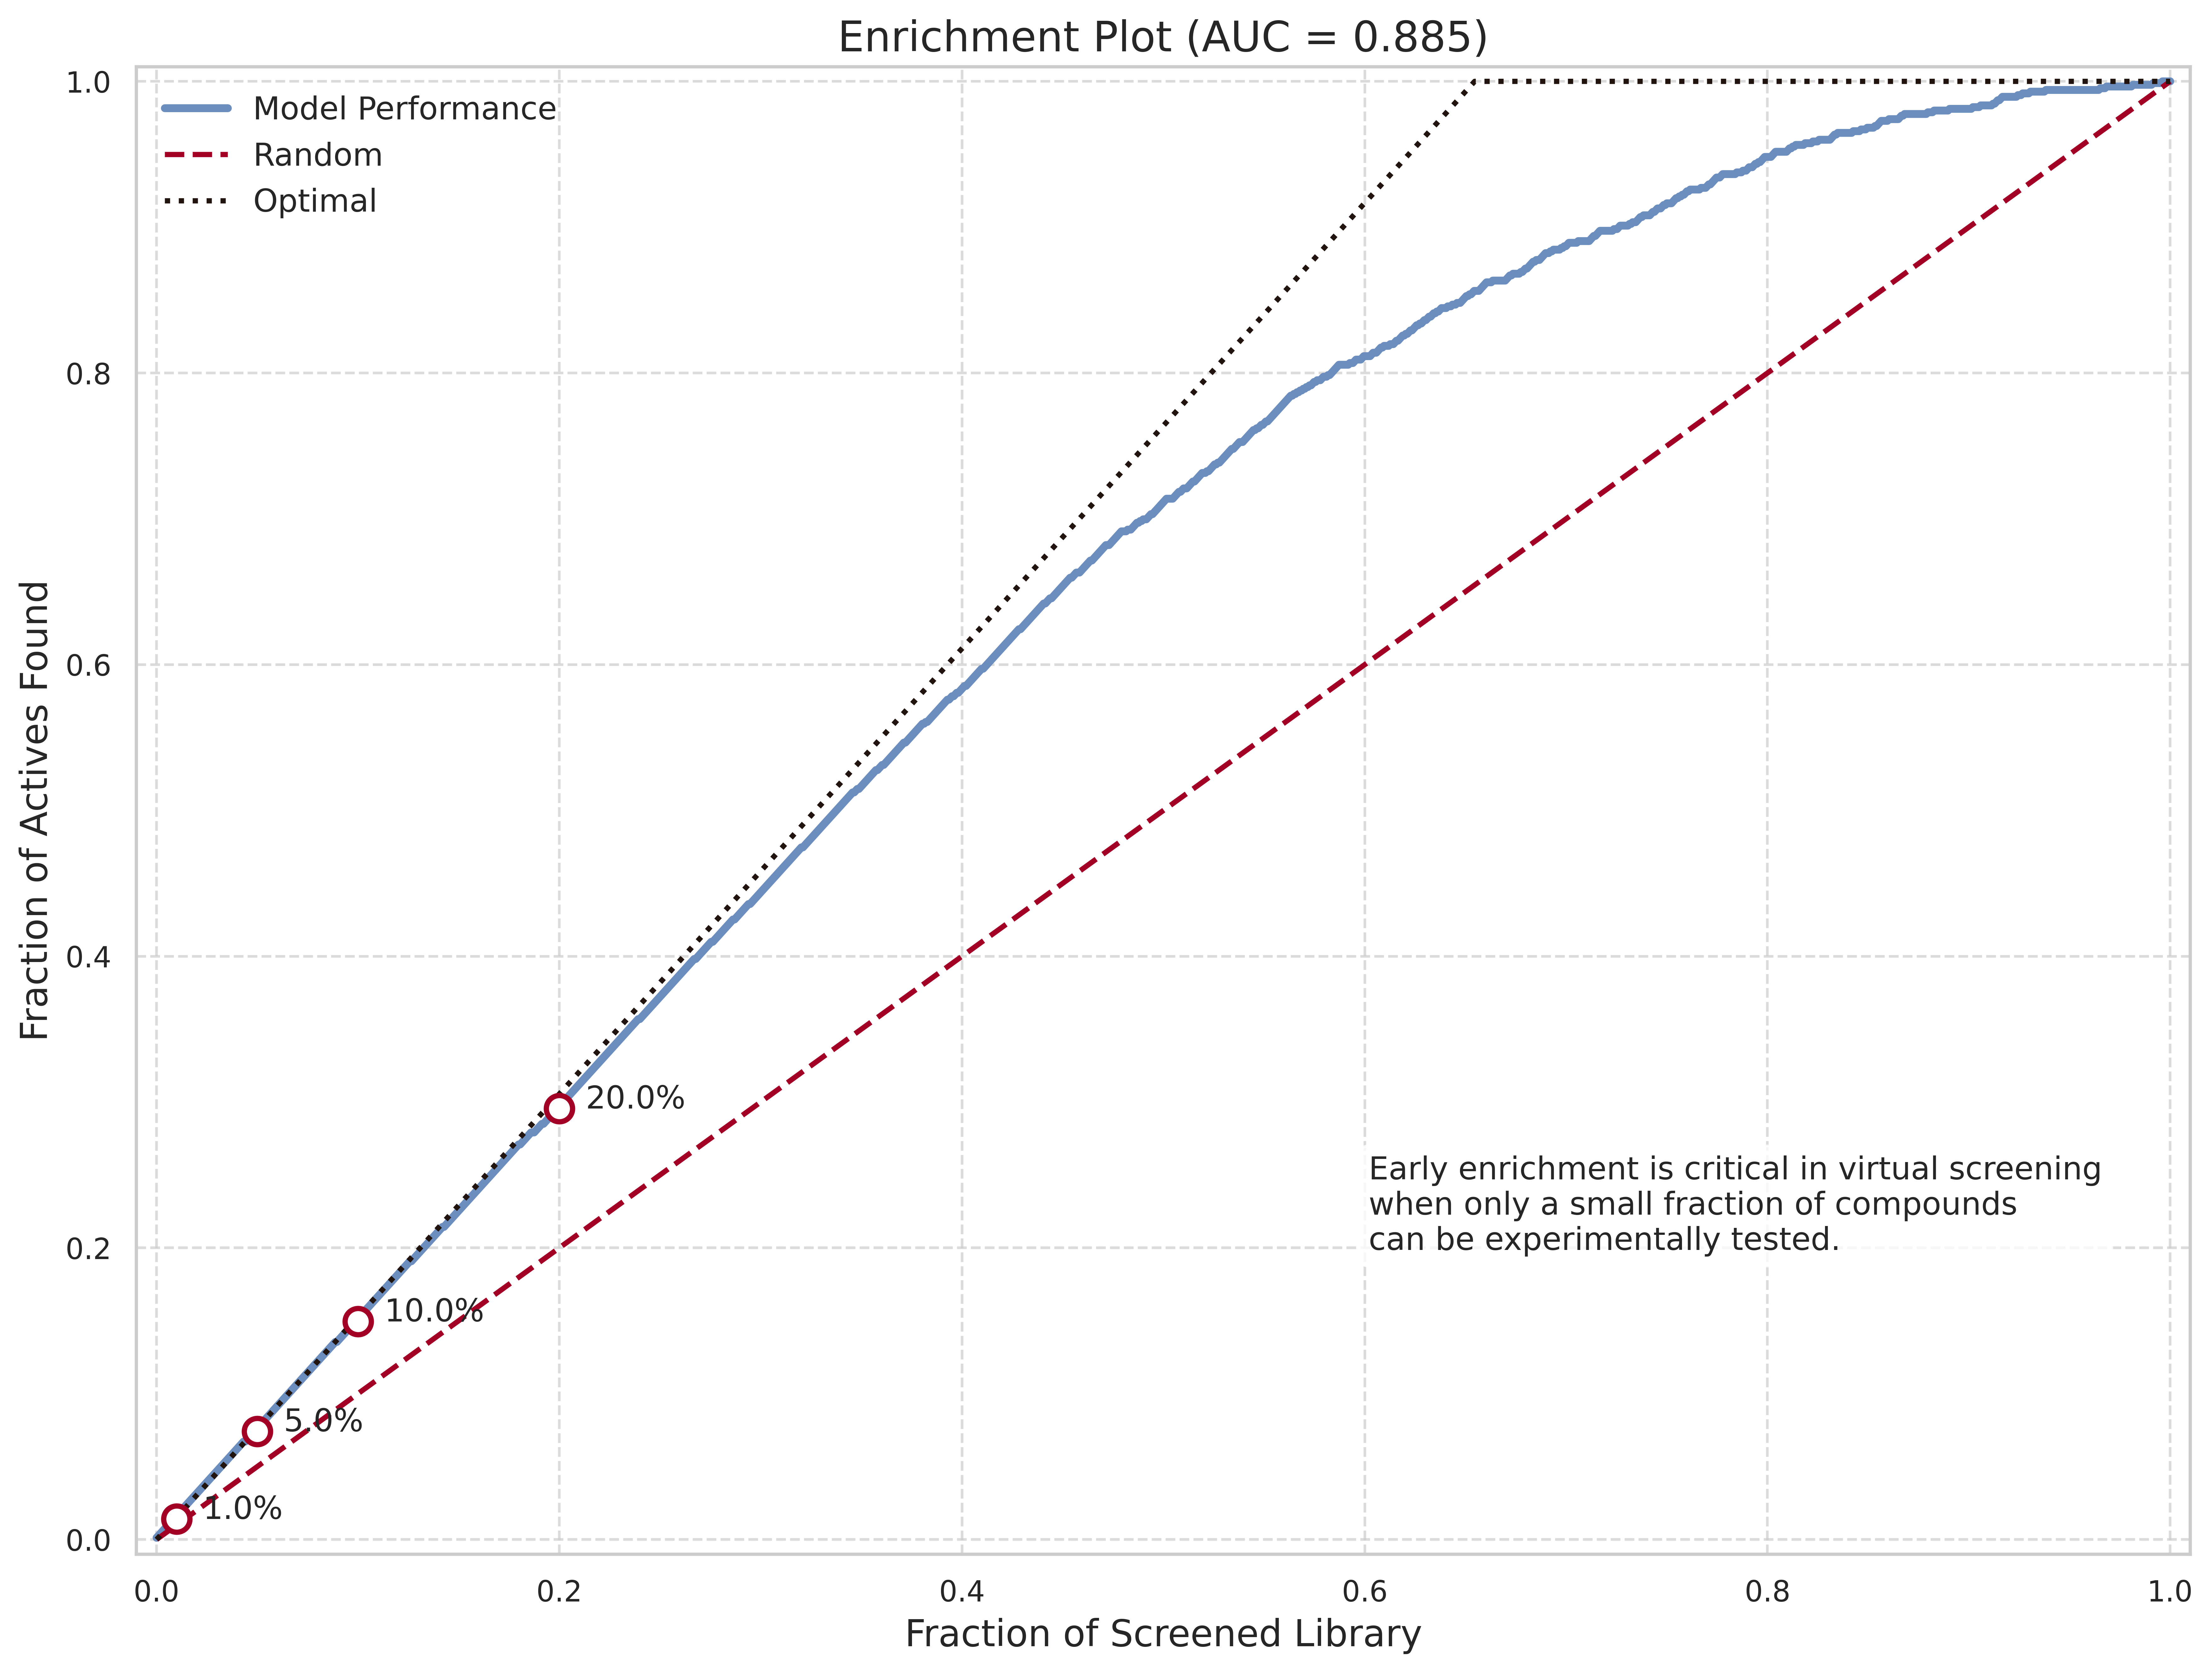 Enrichment Plot (AUC = 0.885)
Model Performance
Random
Optimal
Fraction of Actives Found
1.0
0.8
0.6
0.4
0.2
0.0
20.0%
10.0%
5.0%
1.0%
Early enrichment is critical in virtual screening
when only a small fraction of compounds
can be experimentally tested.
0.0 0.2 0.4 0.6 0.8 1.0
Fraction of Screened Library